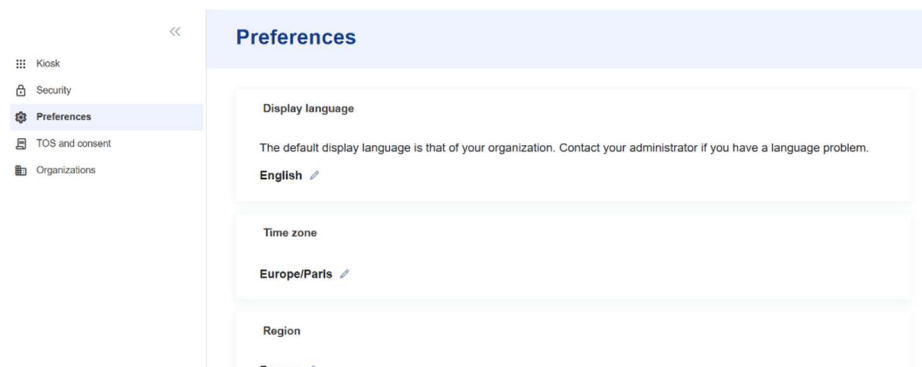 Preferences
Kiosk
Security
Preferences
TOS and consent
Organizations
Display language
The default display language is that of your organization. Contact your administrator if you have a language problem.
English
Time zone
Europe/Paris
Region